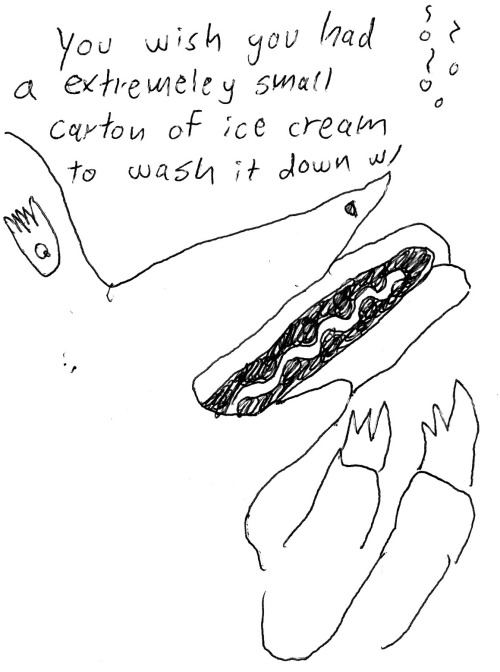 You wish you had
a extremeley small
carton of ice cream
to wash it down w/